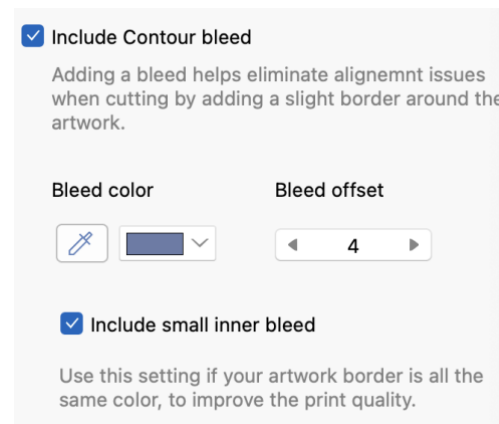 Include Contour bleed
Adding a bleed helps eliminate alignemnt issues
when cutting by adding a slight border around the
artwork.
Bleed color Bleed offset
4
Include small inner bleed
Use this setting if your artwork border is all the
same color, to improve the print quality.